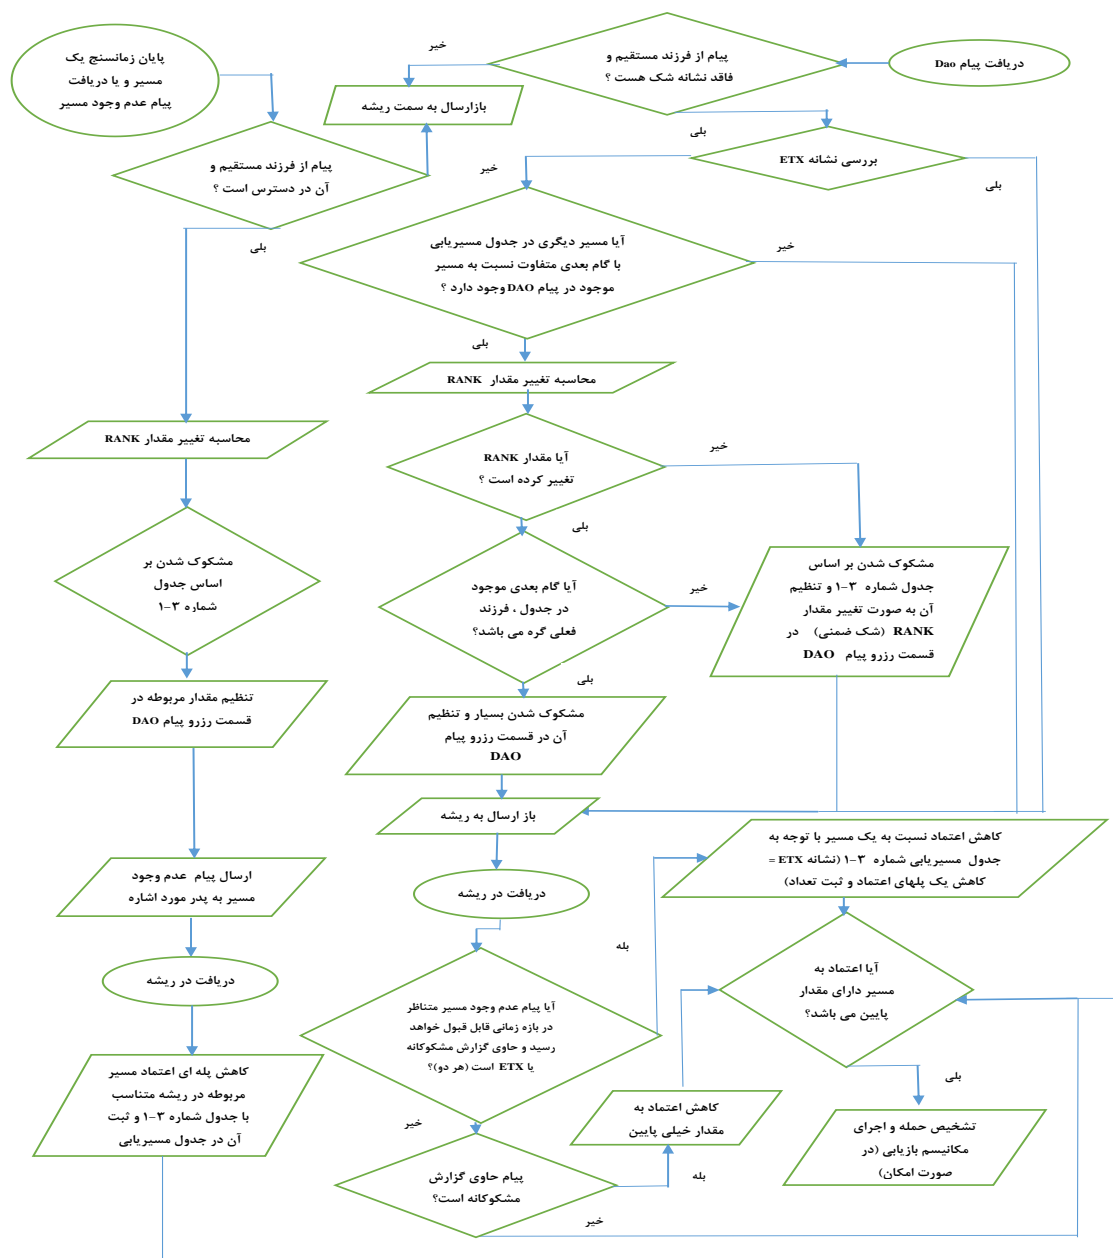 دریافت پیام Dao
پیام از فرزند مستقیم و
فاقد نشانه شک هست ؟
خیر
بلی
بازارسال به سمت ریشه
پایان زمانسنج یک
مسیر و یا دریافت
پیام عدم وجود مسیر
پیام از فرزند مستقیم و
آن در دسترس است ؟
بلی
بررسی نشانه ETX
خیر
بلی
آیا مسیر دیگری در جدول مسیریابی
با گام بعدی متفاوت نسبت به مسیر
موجود در پیام DAO وجود دارد ؟
خیر
بلی
محاسبه تغییر مقدار RANK
آیا مقدار RANK
تغییر کرده است ؟
خیر
بلی
آیا گام بعدی موجود
در جدول ، فرزند
فعلی گره می باشد؟
خیر
بلی
مشکوک شدن بر اساس
جدول شماره ۳-۱ و تنظیم
آن به صورت تغییر مقدار
RANK (شک ضمنی) در
قسمت رزرو پیام DAO
مشکوک شدن بسیار و تنظیم
آن در قسمت رزرو پیام
DAO
باز ارسال به ریشه
دریافت در ریشه
آیا پیام عدم وجود مسیر متناظر
در بازه زمانی قابل قبول خواهد
رسید و حاوی گزارش مشکوکانه
یا ETX است (هر دو)؟
بله
خیر
پیام حاوی گزارش
مشکوکانه است؟
بله
خیر
کاهش اعتماد به
مقدار خیلی پایین
کاهش اعتماد نسبت به یک مسیر با توجه به
جدول مسیریابی شماره ۳-۱ (نشانه ETX =
کاهش یک پلهای اعتماد و ثبت تعداد)
آیا اعتماد به
مسیر دارای مقدار
پایین می باشد؟
بلی
تشخیص حمله و اجرای
مکانیسم بازیابی (در
صورت امکان)
محاسبه تغییر مقدار RANK
مشکوک شدن بر
اساس جدول
شماره ۳-۱
تنظیم مقدار مربوطه در
قسمت رزرو پیام DAO
ارسال پیام عدم وجود
مسیر به پدر مورد اشاره
دریافت در ریشه
کاهش پله ای اعتماد مسیر
مربوطه در ریشه متناسب
با جدول شماره ۳-۱ و ثبت
آن در جدول مسیریابی